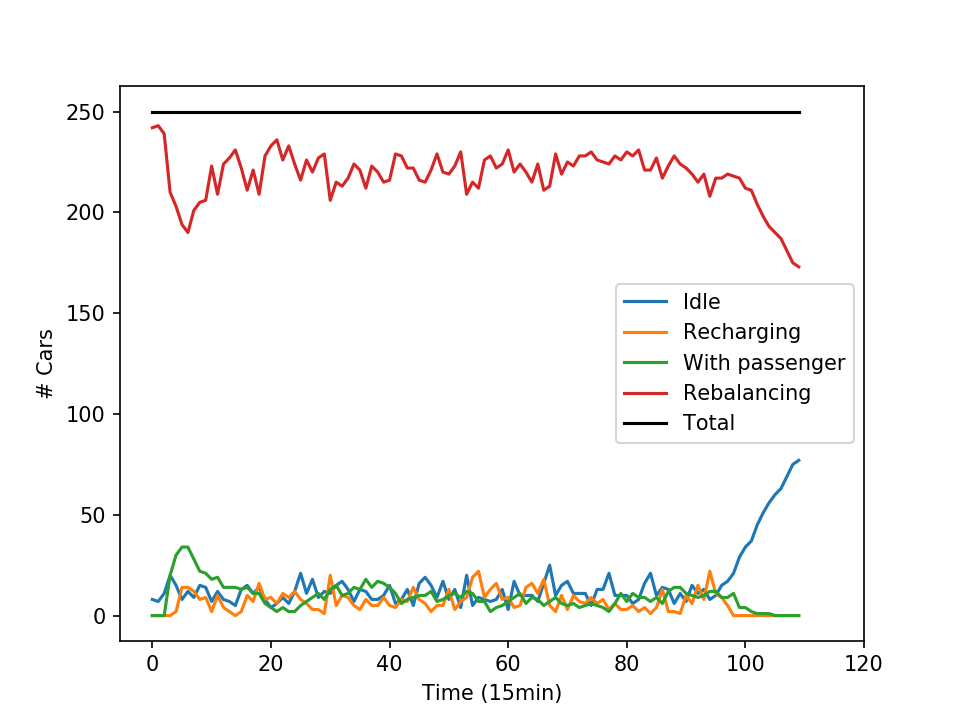 250
200
150
100
50
0
# Cars
0 20 40 60 80 100 120
Time (15min)
Idle
Recharging
With passenger
Rebalancing
Total